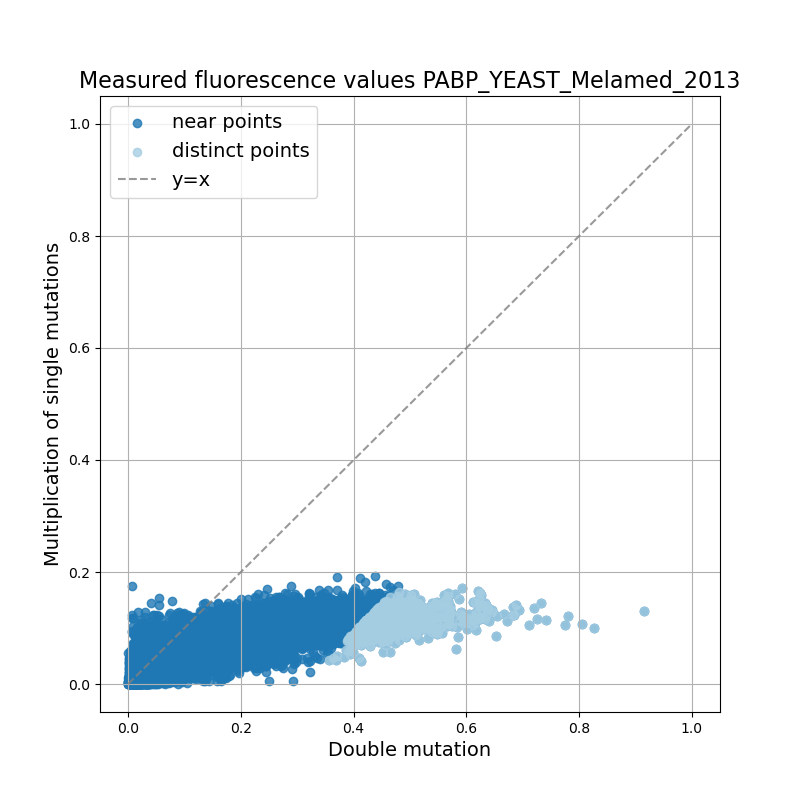 Measured fluorescence values PABP_YEAST_Melamed_2013
near points
distinct points
y=x
Multiplication of single mutations
1.0
0.8
0.6
0.4
0.2
0.0
0.0 0.2 0.4 0.6 0.8 1.0
Double mutation